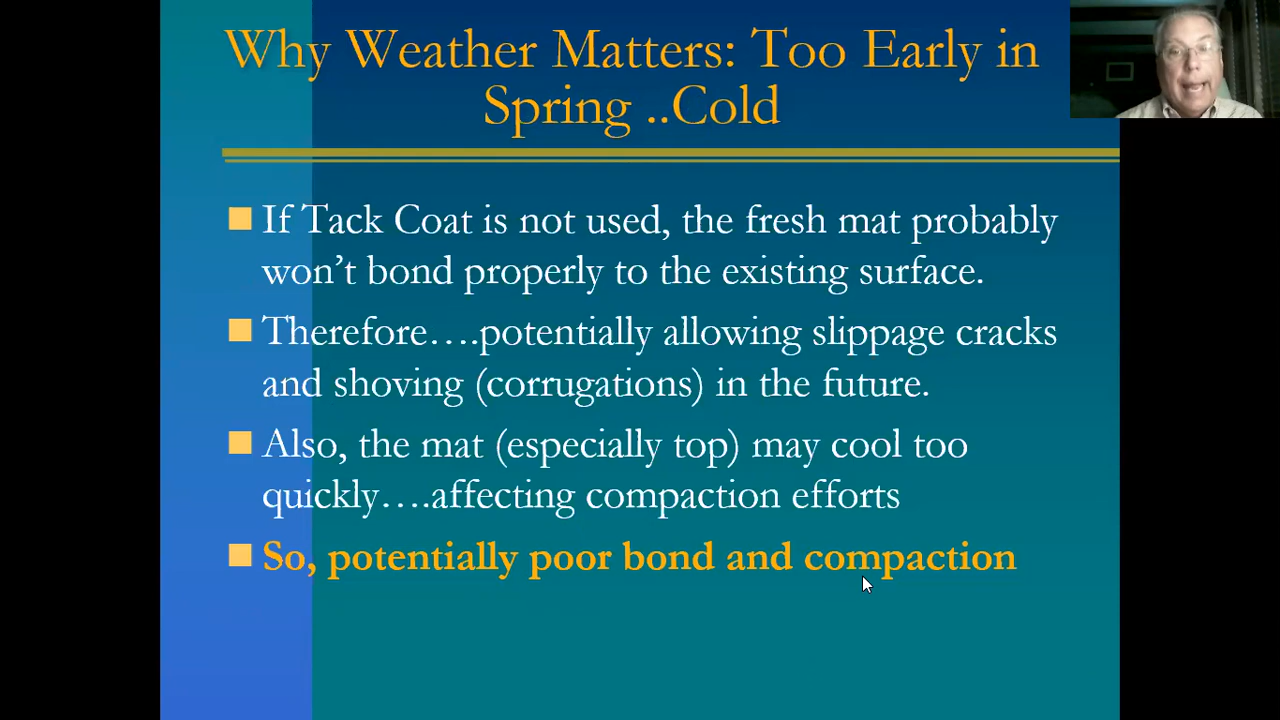 Why Weather Matters: Too Early in
Spring ..Cold
If Tack Coat is not used, the fresh mat probably
won’t bond properly to the existing surface.
Therefore….potentially allowing slippage cracks
and shoving (corrugations) in the future.
Also, the mat (especially top) may cool too
quickly….affecting compaction efforts
So, potentially poor bond and compaction